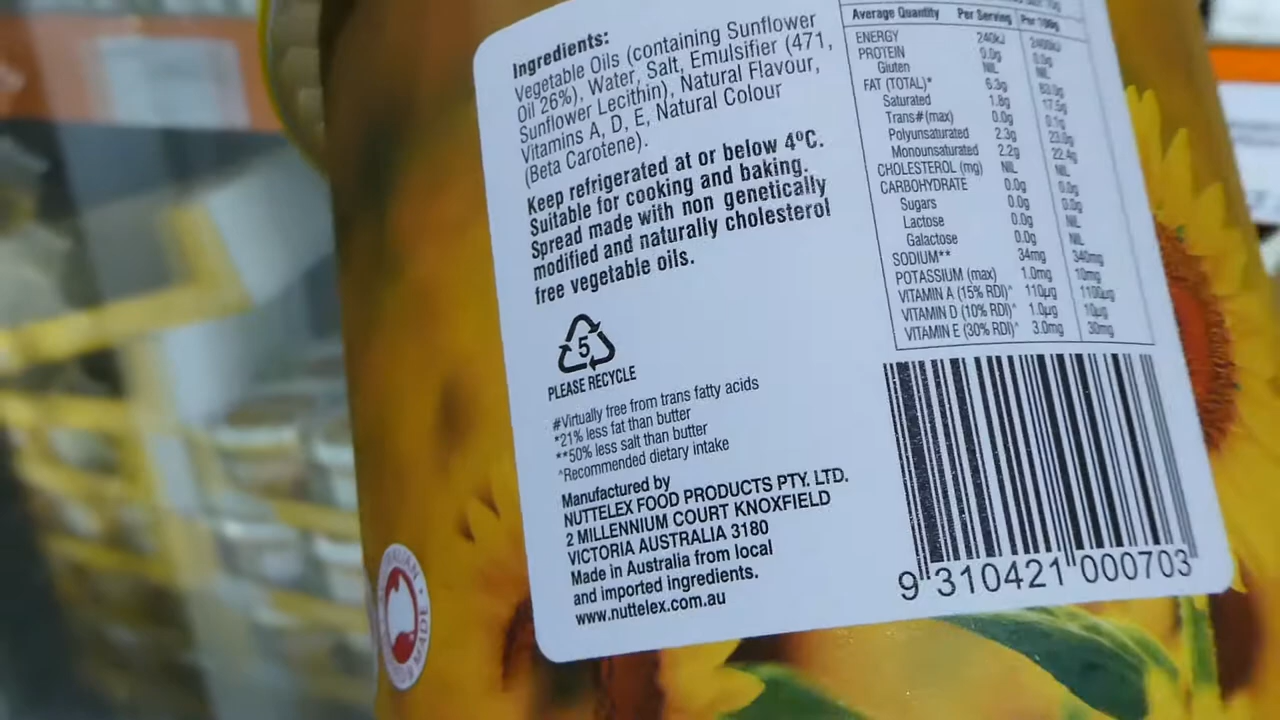 Ingredients:
Vegetable Oils (containing Sunflower
Oil 26%), Water, Salt, Emulsifier (471,
Sunflower Lecithin), Natural Flavour,
Vitamins A, D, E, Natural Colour
(Beta Carotene).
Keep refrigerated at or below 4ºC.
Suitable for cooking and baking.
Spread made with non genetically
modified and naturally cholesterol
free vegetable oils.
5
PLEASE RECYCLE
#Virtually free from trans fatty acids
*21% less fat than butter
**50% less salt than butter
^Recommended dietary intake
Manufactured by
NUTTELEX FOOD PRODUCTS PTY. LTD.
2 MILLENNIUM COURT KNOXFIELD
VICTORIA AUSTRALIA 3180
Made in Australia from local
and imported ingredients.
www.nuttelex.com.au
Average Quantity Per Serving Per 100g
ENERGY 240kJ 2400kJ
PROTEIN 0.0g 0.0g
Gluten NIL NIL
FAT (TOTAL)* 6.3g 63.0g
Saturated 1.8g 17.5g
Trans#(max) 0.0g 0.1g
Polyunsaturated 2.3g 23.0g
Monounsaturated 2.2g 22.4g
CHOLESTEROL (mg) NIL NIL
CARBOHYDRATE 0.0g 0.0g
Sugars 0.0g 0.0g
Lactose 0.0g NIL
Galactose 0.0g NIL
SODIUM** 34mg 340mg
POTASSIUM (max) 1.0mg 10mg
VITAMIN A (15% RDI)^ 110µg 1100µg
VITAMIN D (10% RDI)^ 1.0µg 10µg
VITAMIN E (30% RDI)^ 3.0mg 30mg
9 310421 000703